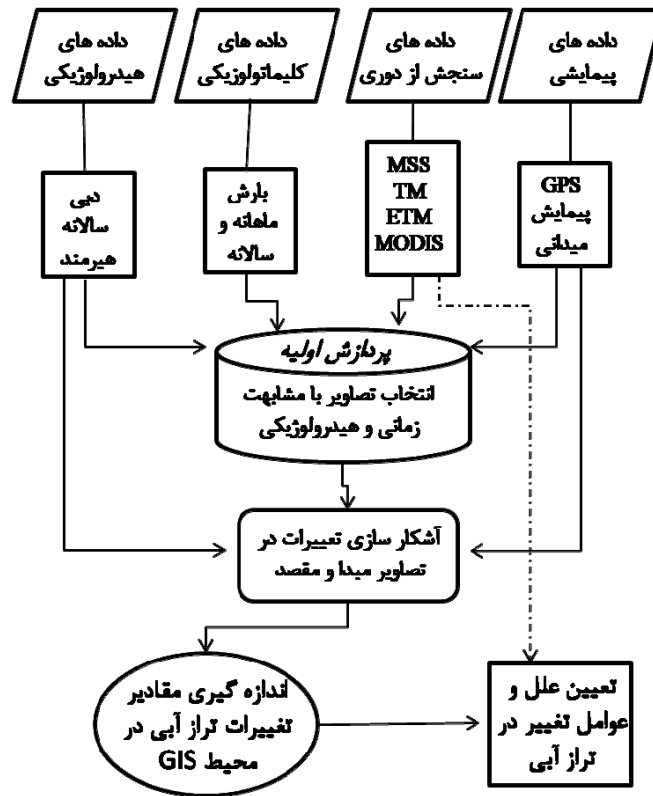 داده های
پیمایشی
داده های
سنجش از دوری
داده های
کلیماتولوزیکی
داده های
هیدرولوژیکی
GPS
پیمایش
میدانی
MSS
TM
ETM
MODIS
بارش
ماهانه و
سالانه
دبی
سالانه
هیرمند
پردازش اولیه
انتخاب تصاویر با مشابهت
زمانی و هیدرولوژیکی
آشکار سازی تعییرات در
تصاویر مبدا و مقصد
تعیین علل و
عوامل تغییر در
تراز آبی
اندازه گیری مقادیر
تغییرات تراز آبی در
محیط GIS